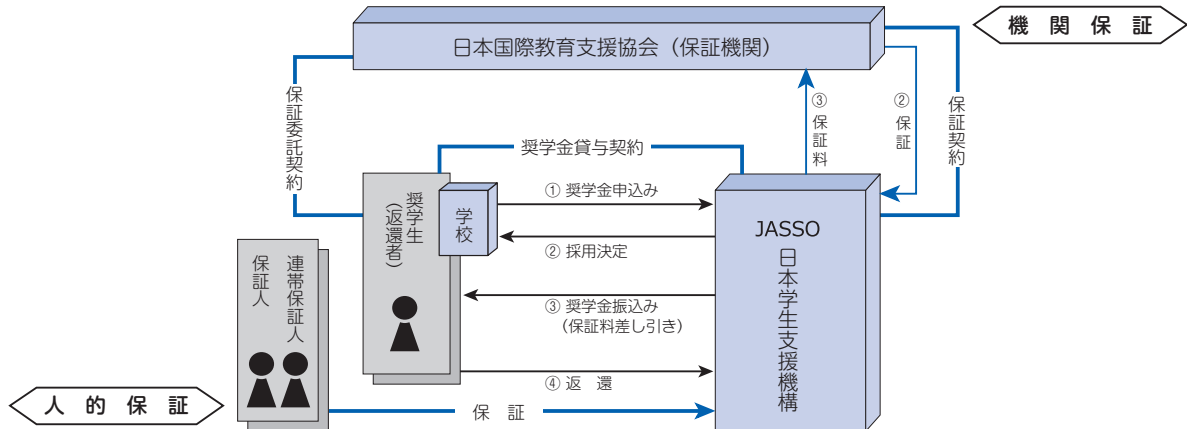 機関保証
日本国際教育支援協会（保証機関）
保証委託契約
③保証料
②保証
保証契約
奨学金貸与契約
奨学生
（返還者）
学校
① 奨学金申込み
② 採用決定
③ 奨学金振込み
（保証料差し引き）
④ 返　還
JASSO
日本学生支援機構
連帯保証人
保証人
人的保証
保　証